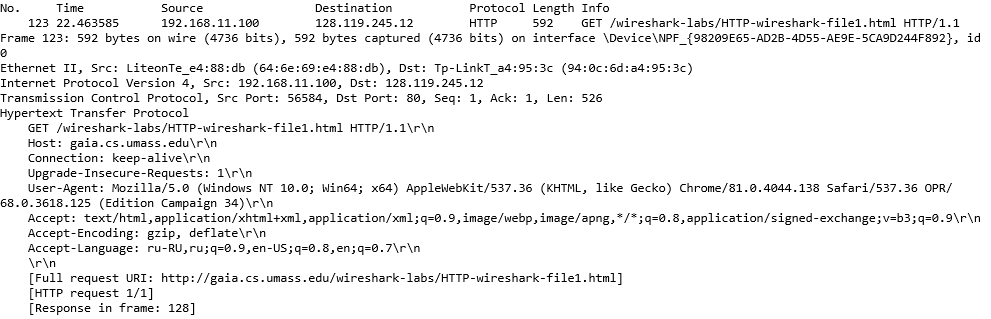 No. Time Source Destination Protocol Length Info
123 22.463585 192.168.11.100 128.119.245.12 HTTP 592 GET /wireshark-labs/HTTP-wireshark-file1.html HTTP/1.1
Frame 123: 592 bytes on wire (4736 bits), 592 bytes captured (4736 bits) on interface \Device\NPF_{98209E65-AD2B-4D55-AE9E-5CA9D244F892}, id
0
Ethernet II, Src: LiteonTe_e4:88:db (64:6e:69:e4:88:db), Dst: Tp-LinkT_a4:95:3c (94:0c:6d:a4:95:3c)
Internet Protocol Version 4, Src: 192.168.11.100, Dst: 128.119.245.12
Transmission Control Protocol, Src Port: 56584, Dst Port: 80, Seq: 1, Ack: 1, Len: 526
Hypertext Transfer Protocol
GET /wireshark-labs/HTTP-wireshark-file1.html HTTP/1.1\r\n
Host: gaia.cs.umass.edu\r\n
Connection: keep-alive\r\n
Upgrade-Insecure-Requests: 1\r\n
User-Agent: Mozilla/5.0 (Windows NT 10.0; Win64; x64) AppleWebKit/537.36 (KHTML, like Gecko) Chrome/81.0.4044.138 Safari/537.36 OPR/
68.0.3618.125 (Edition Campaign 34)\r\n
Accept: text/html,application/xhtml+xml,application/xml;q=0.9,image/webp,image/apng,*/*;q=0.8,application/signed-exchange;v=b3;q=0.9\r\n
Accept-Encoding: gzip, deflate\r\n
Accept-Language: ru-RU,ru;q=0.9,en-US;q=0.8,en;q=0.7\r\n
\r\n
[Full request URI: http://gaia.cs.umass.edu/wireshark-labs/HTTP-wireshark-file1.html]
[HTTP request 1/1]
[Response in frame: 128]